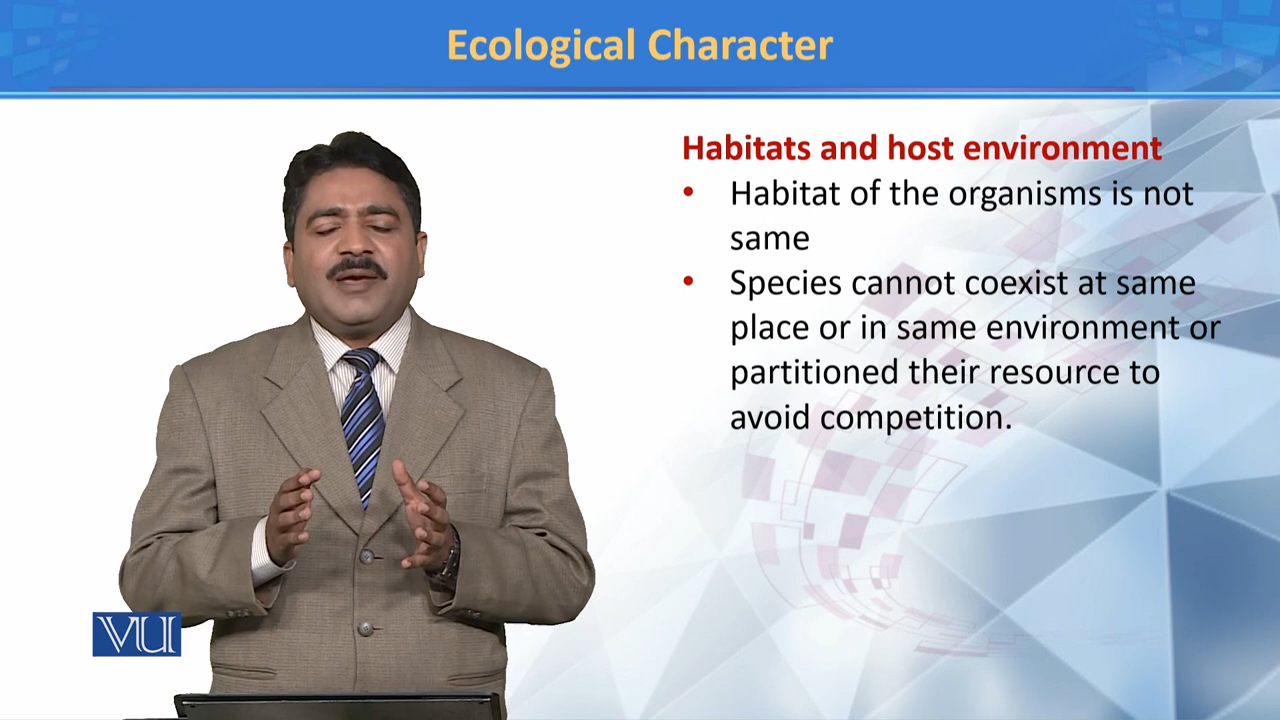 Ecological Character
Habitats and host environment
• Habitat of the organisms is not
same
• Species cannot coexist at same
place or in same environment or
partitioned their resource to
avoid competition.
VU